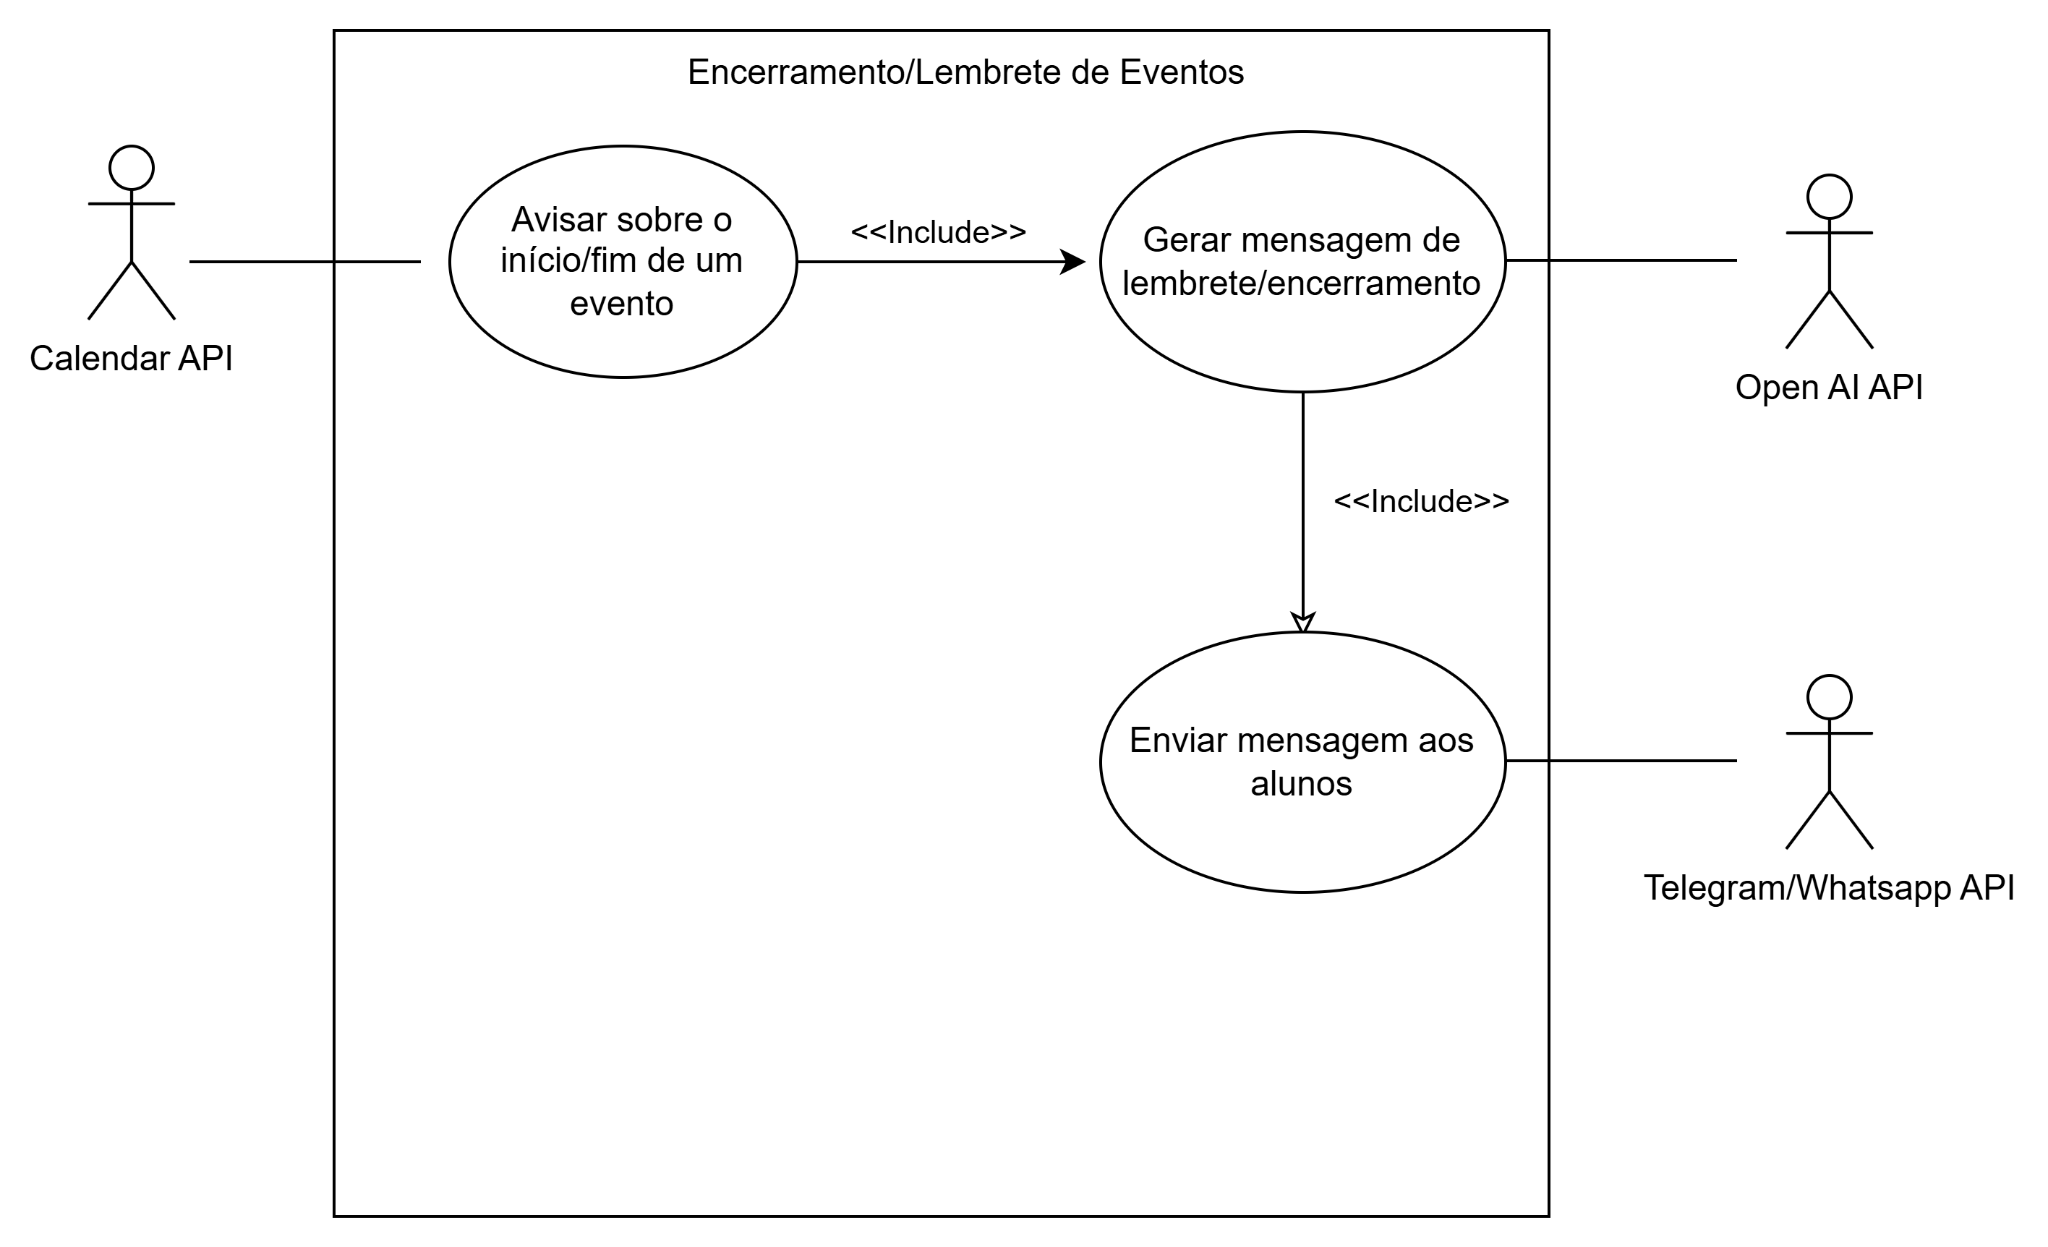 Encerramento/Lembrete de Eventos
Calendar API
Avisar sobre o
início/fim de um
evento
<<Include>>
Gerar mensagem de
lembrete/encerramento
Open AI API
<<Include>>
Enviar mensagem aos
alunos
Telegram/Whatsapp API